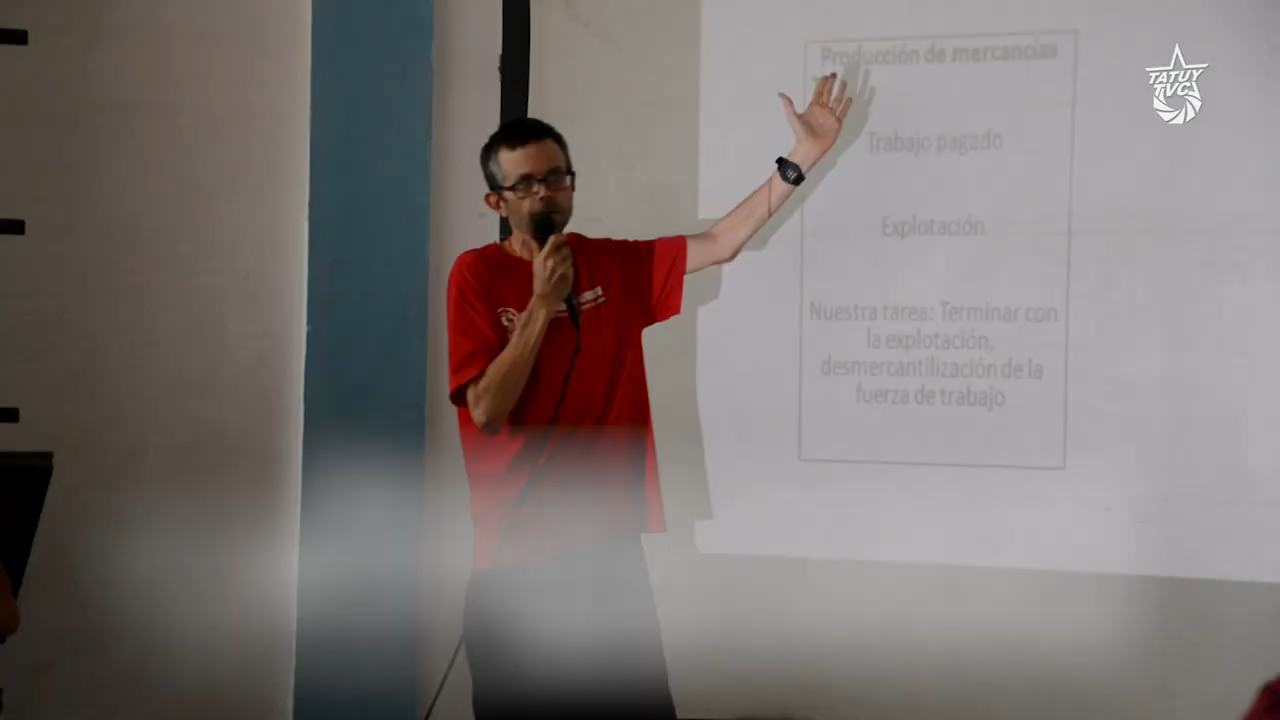 TATUY
TVC
Producción de mercancías
Trabajo pagado
Explotación
Nuestra tarea: Terminar con
la explotación,
desmercantilización de la
fuerza de trabajo